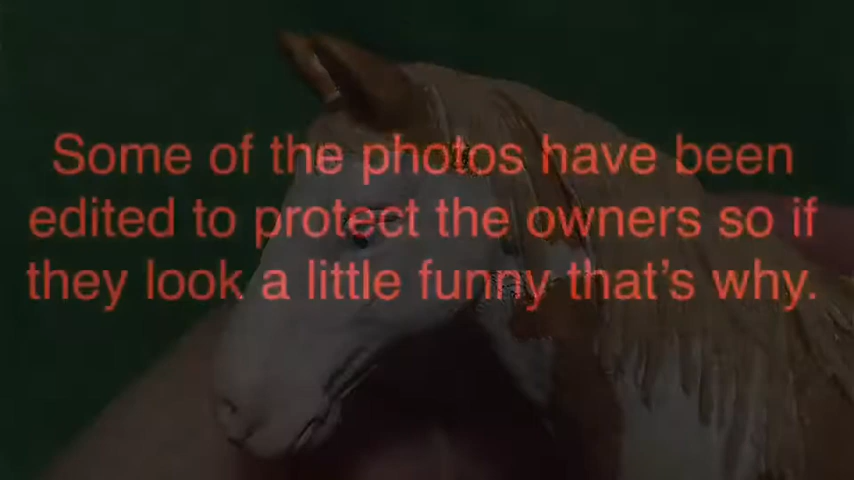 Some of the photos have been
edited to protect the owners so if
they look a little funny that’s why.